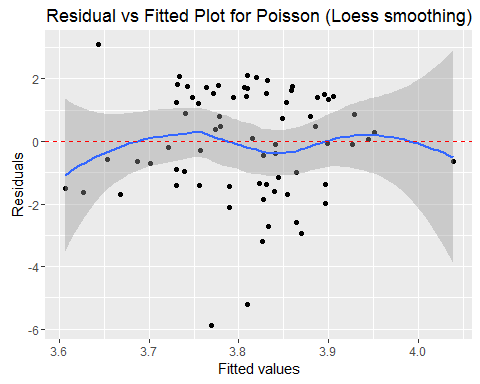 Residual vs Fitted Plot for Poisson (Loess smoothing)
Residuals
2
0
-2
-4
-6
3.6 3.7 3.8 3.9 4.0
Fitted values